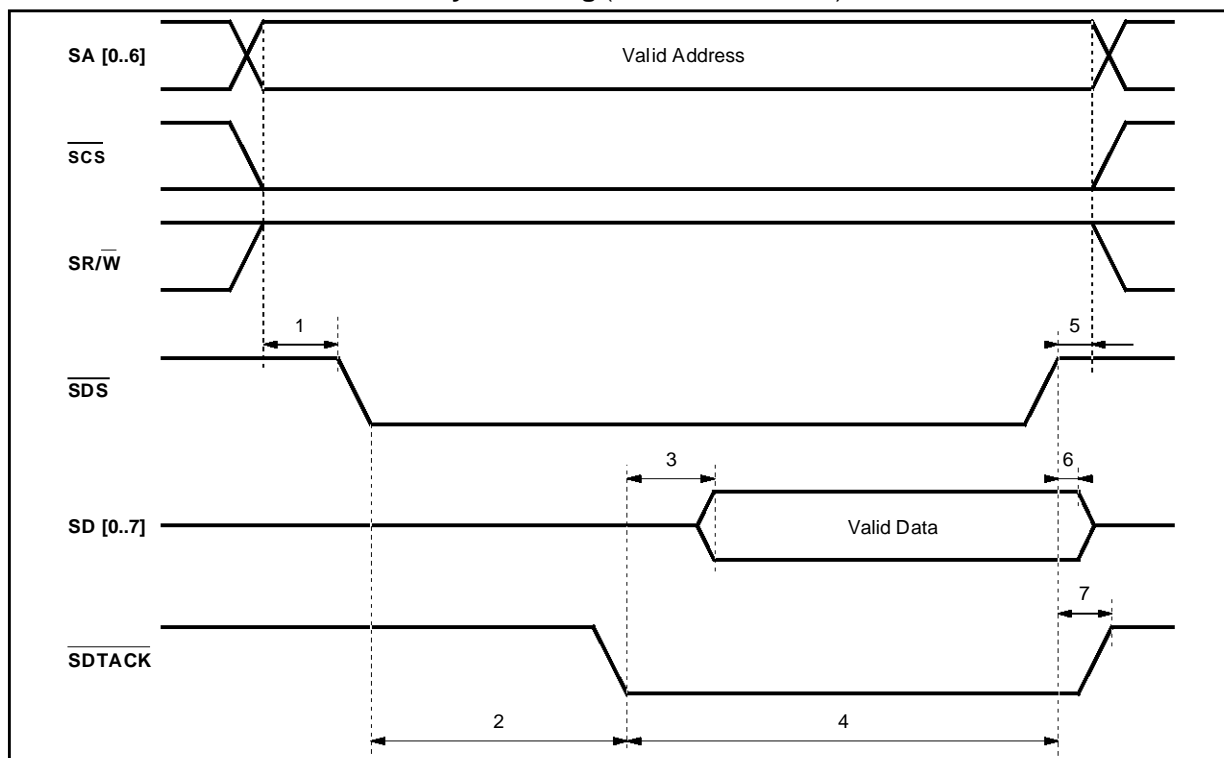 SA [0..6] Valid Address
SCS
SR/W
1 5
SDS
3 6
SD [0..7] Valid Data
7
SDTACK
2 4